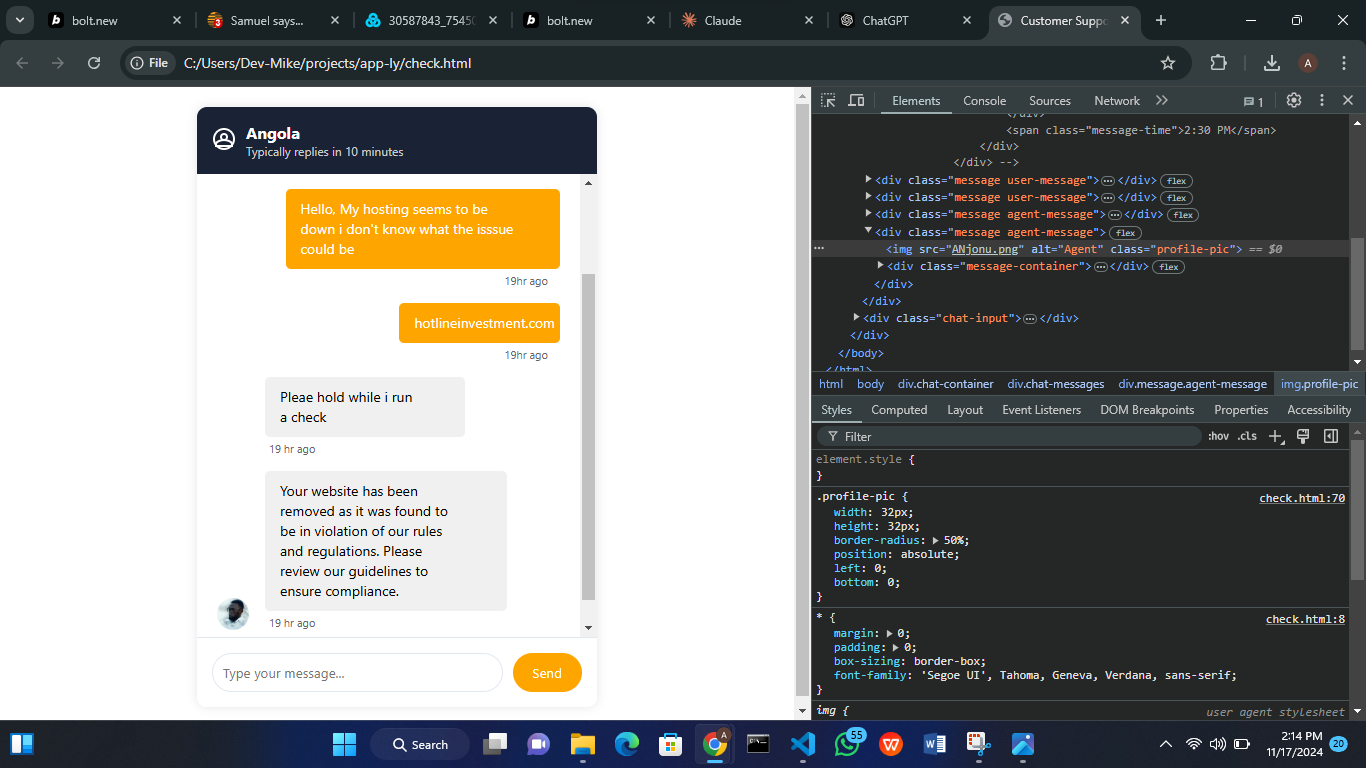 bolt.new
Samuel says...
30587843_7545
bolt.new
Claude
ChatGPT
Customer Suppo
File
C:/Users/Dev-Mike/projects/app-ly/check.html
A
Angola
Typically replies in 10 minutes
Hello, My hosting seems to be
down i don't know what the isssue
could be
19hr ago
hotlineinvestment.com
19hr ago
Pleae hold while i run
a check
19 hr ago
Your website has been
removed as it was found to
be in violation of our rules
and regulations. Please
review our guidelines to
ensure compliance.
19 hr ago
Type your message...
Send
Elements
Console
Sources
Network
1
</div>
<span class="message-time">2:30 PM</span>
</div>
</div> -->
<div class="message user-message"> </div> flex
<div class="message user-message"> </div> flex
<div class="message agent-message"> </div> flex
<div class="message agent-message"> flex
<img src="ANjonu.png" alt="Agent" class="profile-pic"> == $0
<div class="message-container"> </div> flex
</div>
</div>
<div class="chat-input"> </div>
</div>
</body>
</html>
html body div.chat-container div.chat-messages div.message.agent-message img.profile-pic
Styles Computed Layout Event Listeners DOM Breakpoints Properties Accessibility
Filter
:hov .cls
element.style {
}
.profile-pic { check.html:70
width: 32px;
height: 32px;
border-radius: 50%;
position: absolute;
left: 0;
bottom: 0;
}
* { check.html:8
margin: 0;
padding: 0;
box-sizing: border-box;
font-family: 'Segoe UI', Tahoma, Geneva, Verdana, sans-serif;
}
img { user agent stylesheet
Search
A
55
2:14 PM
11/17/2024
20